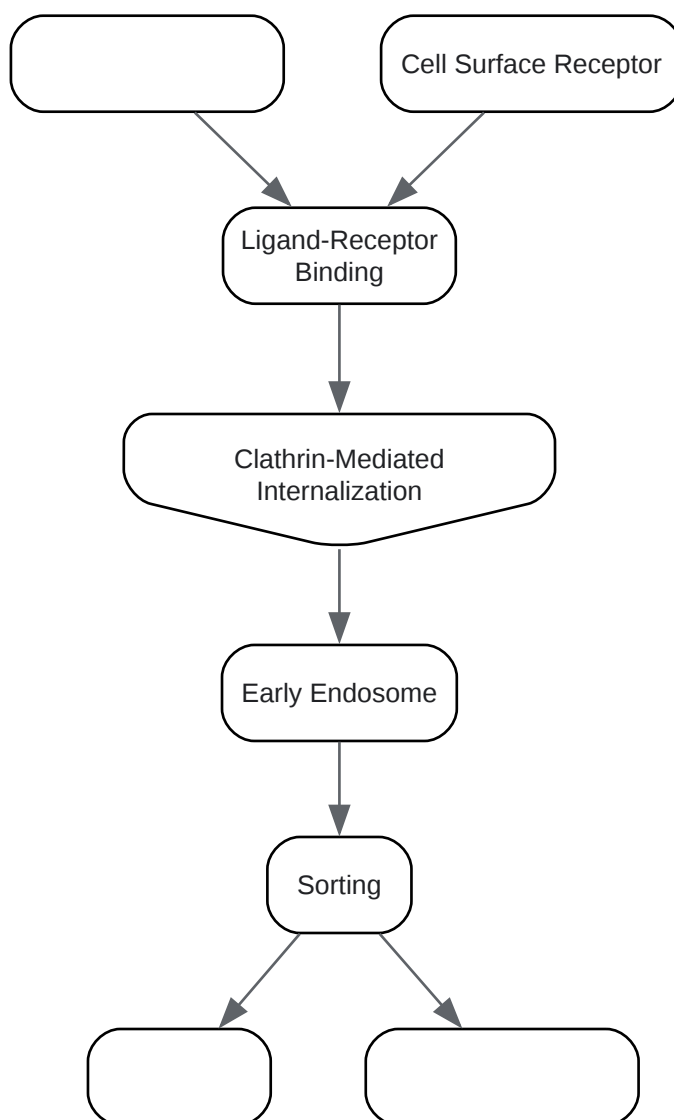 Cell Surface Receptor
Ligand-Receptor
Binding
Clathrin-Mediated
Internalization
Early Endosome
Sorting